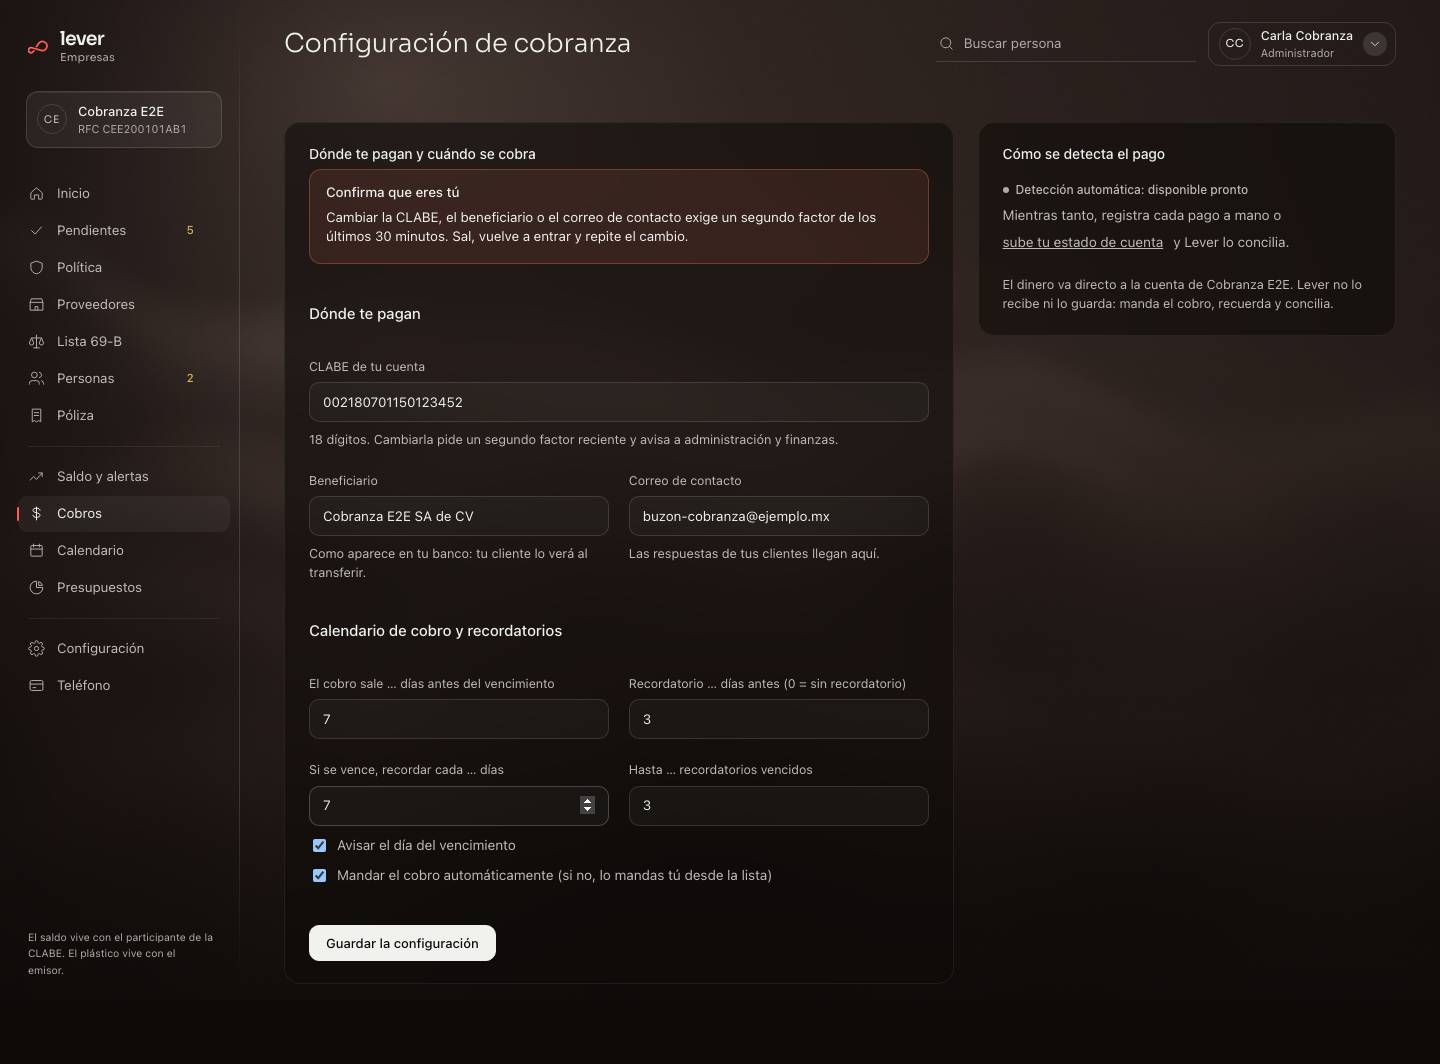 lever
Empresas
CE
Cobranza E2E
RFC CEE200101AB1
Inicio
Pendientes 5
Política
Proveedores
Lista 69-B
Personas 2
Póliza
Saldo y alertas
Cobros
Calendario
Presupuestos
Configuración
Teléfono
El saldo vive con el participante de la
CLABE. El plástico vive con el
emisor.
Configuración de cobranza
Buscar persona
CC
Carla Cobranza
Administrador
Dónde te pagan y cuándo se cobra
Confirma que eres tú
Cambiar la CLABE, el beneficiario o el correo de contacto exige un segundo factor de los
últimos 30 minutos. Sal, vuelve a entrar y repite el cambio.
Dónde te pagan
CLABE de tu cuenta
002180701150123452
18 dígitos. Cambiarla pide un segundo factor reciente y avisa a administración y finanzas.
Beneficiario
Cobranza E2E SA de CV
Como aparece en tu banco: tu cliente lo verá al
transferir.
Correo de contacto
buzon-cobranza@ejemplo.mx
Las respuestas de tus clientes llegan aquí.
Calendario de cobro y recordatorios
El cobro sale ... días antes del vencimiento
7
Recordatorio ... días antes (0 = sin recordatorio)
3
Si se vence, recordar cada ... días
7
Hasta ... recordatorios vencidos
3
Avisar el día del vencimiento
Mandar el cobro automáticamente (si no, lo mandas tú desde la lista)
Guardar la configuración
Cómo se detecta el pago
Detección automática: disponible pronto
Mientras tanto, registra cada pago a mano o
sube tu estado de cuenta y Lever lo concilia.
El dinero va directo a la cuenta de Cobranza E2E. Lever no lo
recibe ni lo guarda: manda el cobro, recuerda y concilia.